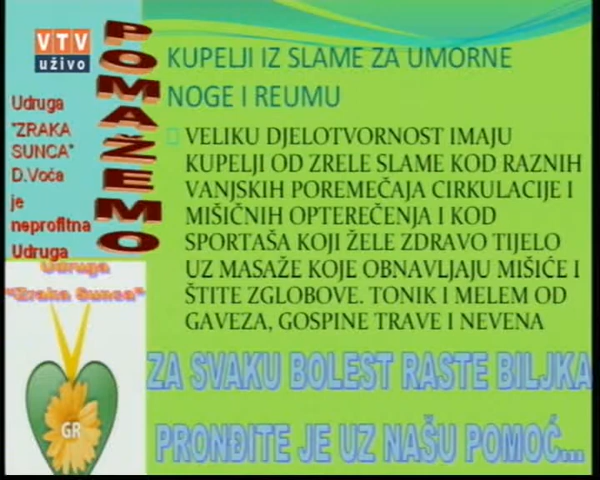 VTV
uživo
POMAŽEMO
Udruga
"ZRAKA
SUNCA"
D.Voća
je
neprofitna
Udruga
Udruga
"Zraka Sunca"
GR
KUPELJI IZ SLAME ZA UMORNE
NOGE I REUMU
VELIKU DJELOTVORNOST IMAJU
KUPELJI OD ZRELE SLAME KOD RAZNIH
VANJSKIH POREMEČAJA CIRKULACIJE I
MIŠIČNIH OPTEREČENJA I KOD
SPORTAŠA KOJI ŽELE ZDRAVO TIJELO
UZ MASAŽE KOJE OBNAVLJAJU MIŠIĆE I
ŠTITE ZGLOBOVE. TONIK I MELEM OD
GAVEZA, GOSPINE TRAVE I NEVENA
ZA SVAKU BOLEST RASTE BILJKA
PRONĐITE JE UZ NAŠU POMOĆ...